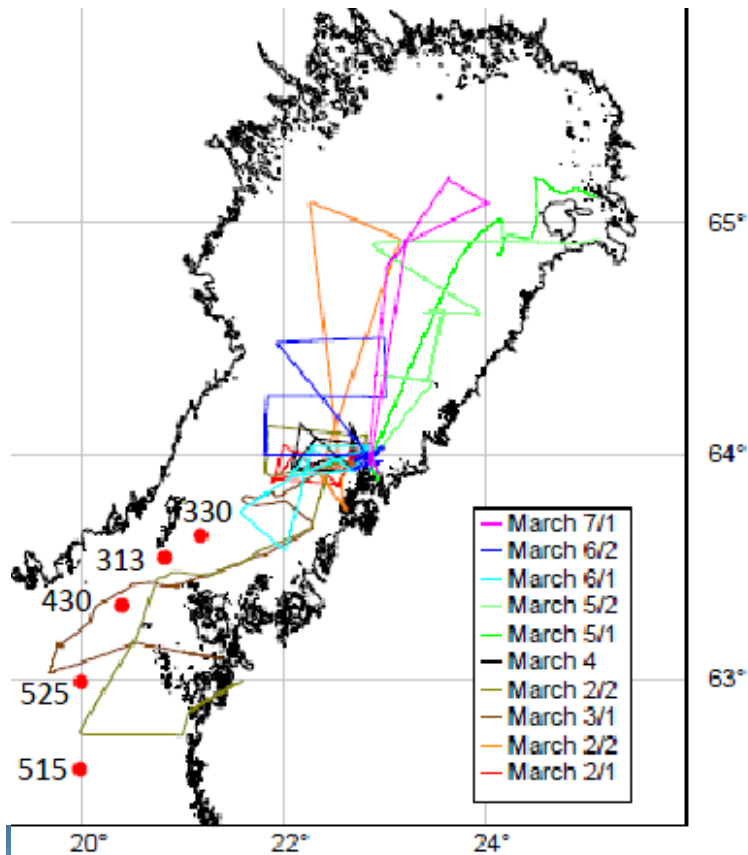 65°
64°
330
313
430
525
515
63°
March 7/1
March 6/2
March 6/1
March 5/2
March 5/1
March 4
March 2/2
March 3/1
March 2/2
March 2/1
20°
22°
24°